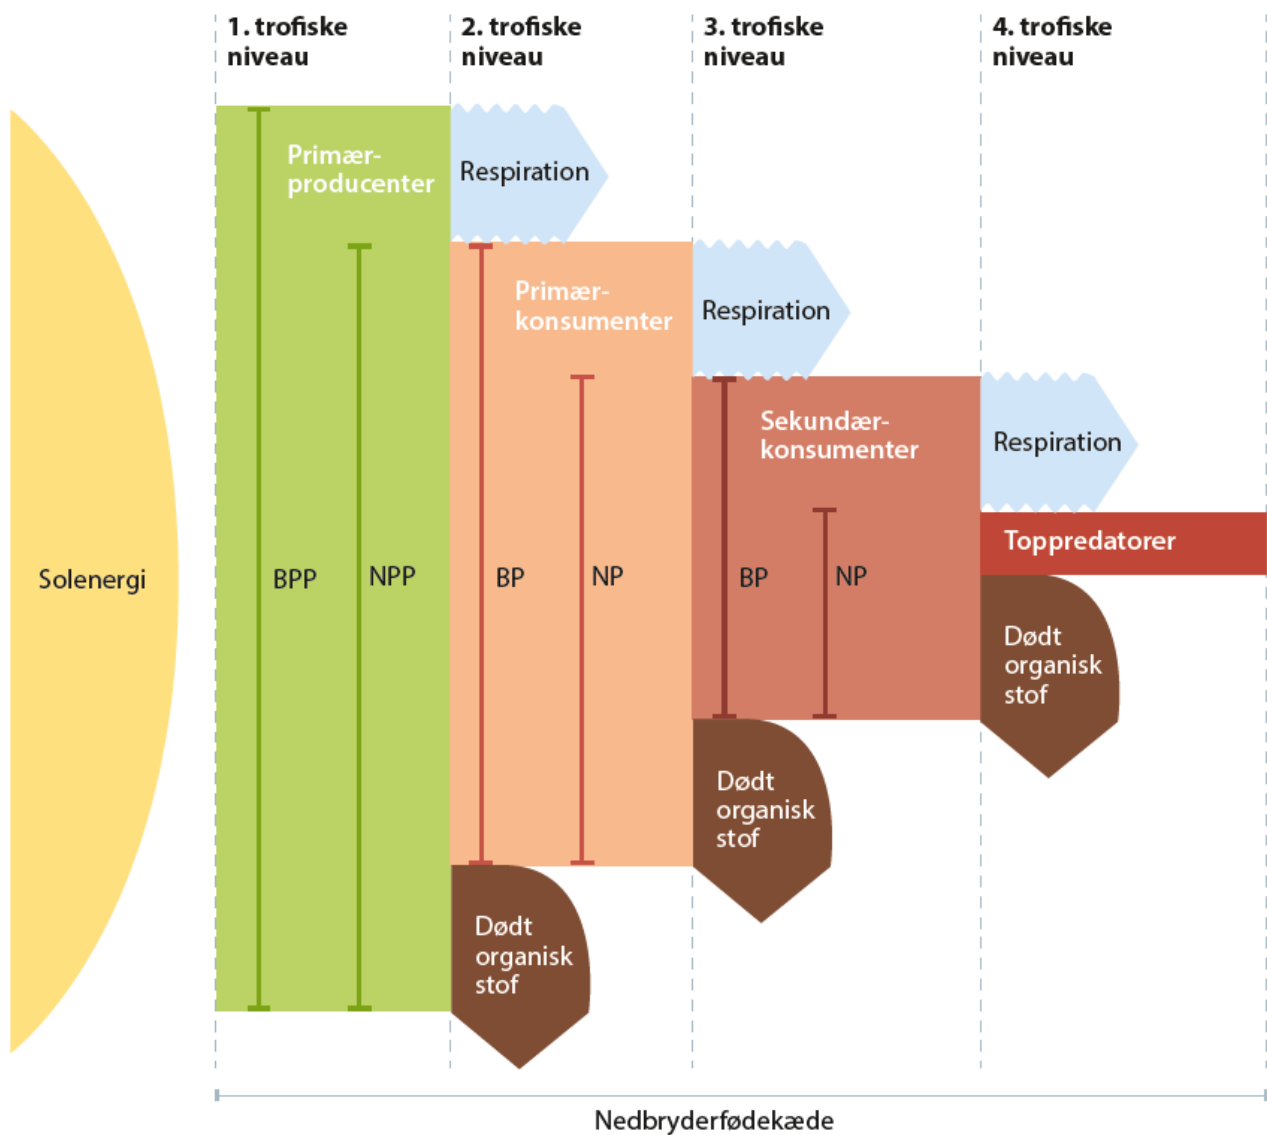 1. trofiske
niveau
2. trofiske
niveau
3. trofiske
niveau
4. trofiske
niveau
Primær-
producenter
Respiration
Primær-
konsumenter
Respiration
Sekundær-
konsumenter
Respiration
Toppredatorer
Solenergi
BPP
NPP
BP
NP
BP
NP
Dødt
organisk
stof
Dødt
organisk
stof
Dødt
organisk
stof
Nedbryderfødekæde